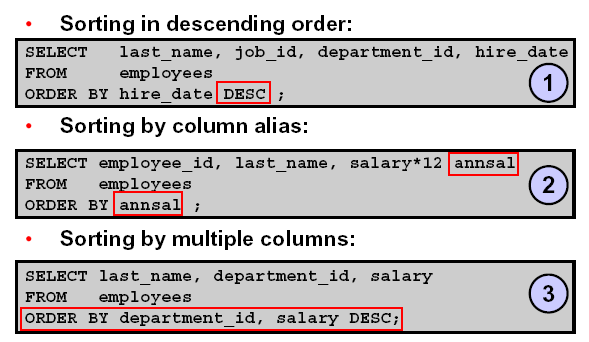 • Sorting in descending order:
SELECT last_name, job_id, department_id, hire_date
FROM employees
ORDER BY hire_date DESC ;
1
• Sorting by column alias:
SELECT employee_id, last_name, salary*12 annsal
FROM employees
ORDER BY annsal ;
2
• Sorting by multiple columns:
SELECT last_name, department_id, salary
FROM employees
ORDER BY department_id, salary DESC;
3